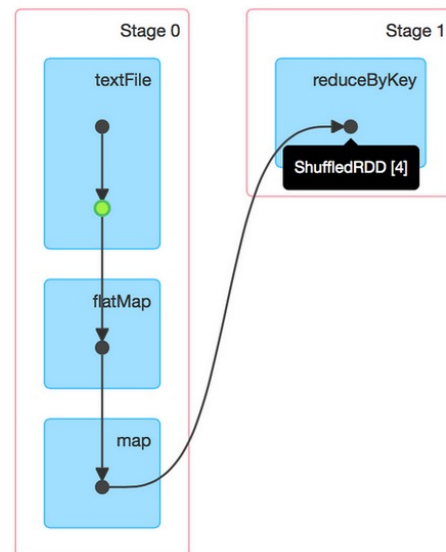 Stage 0
textFile
flatMap
map
Stage 1
reduceByKey
ShuffledRDD [4]